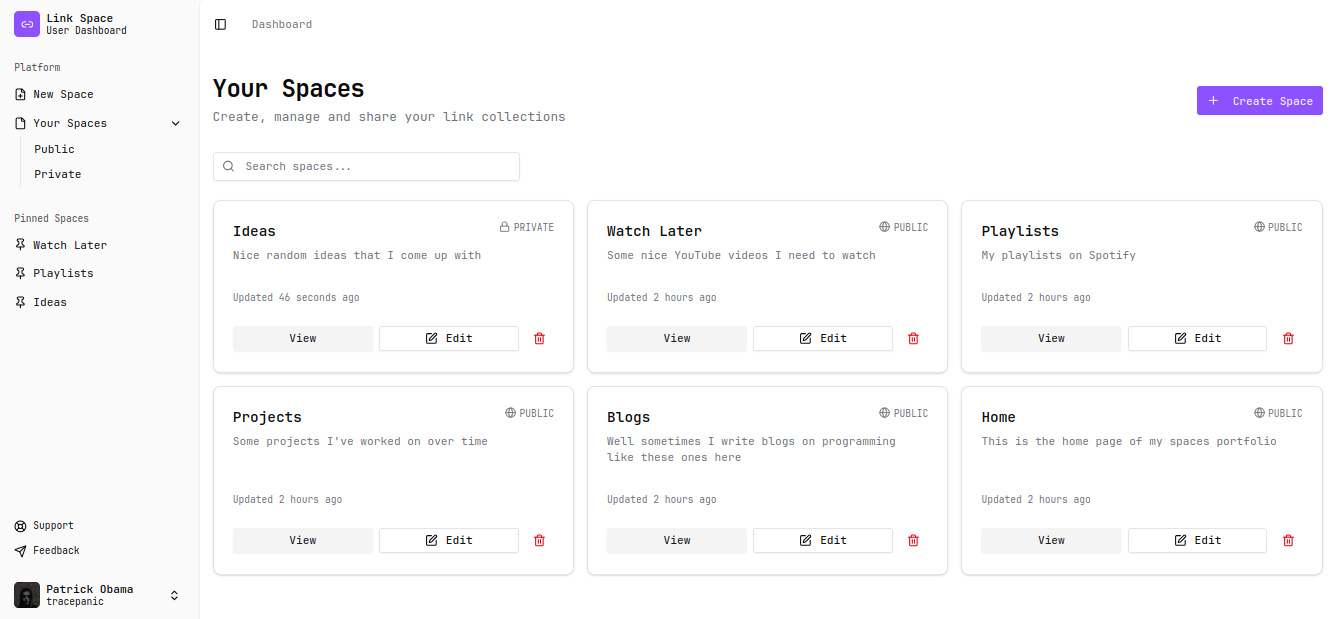 Link Space
User Dashboard
Platform
New Space
Your Spaces
Public
Private
Pinned Spaces
Watch Later
Playlists
Ideas
Support
Feedback
Patrick Obama
tracepanic
Dashboard
Your Spaces
Create, manage and share your link collections
Create Space
Search spaces...
Ideas
PRIVATE
Nice random ideas that I come up with
Updated 46 seconds ago
View
Edit
Watch Later
PUBLIC
Some nice YouTube videos I need to watch
Updated 2 hours ago
View
Edit
Playlists
PUBLIC
My playlists on Spotify
Updated 2 hours ago
View
Edit
Projects
PUBLIC
Some projects I've worked on over time
Updated 2 hours ago
View
Edit
Blogs
PUBLIC
Well sometimes I write blogs on programming
like these ones here
Updated 2 hours ago
View
Edit
Home
PUBLIC
This is the home page of my spaces portfolio
Updated 2 hours ago
View
Edit